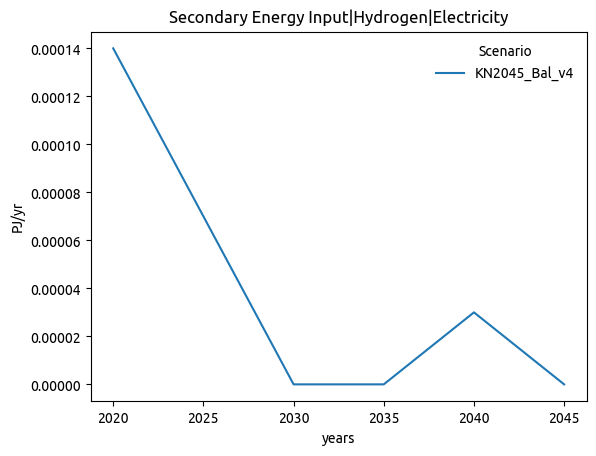 Secondary Energy Input|Hydrogen|Electricity
Scenario
KN2045_Bal_v4
0.00014
0.00012
0.00010
0.00008
0.00006
0.00004
0.00002
0.00000
PJ/yr
2020 2025 2030 2035 2040 2045
years